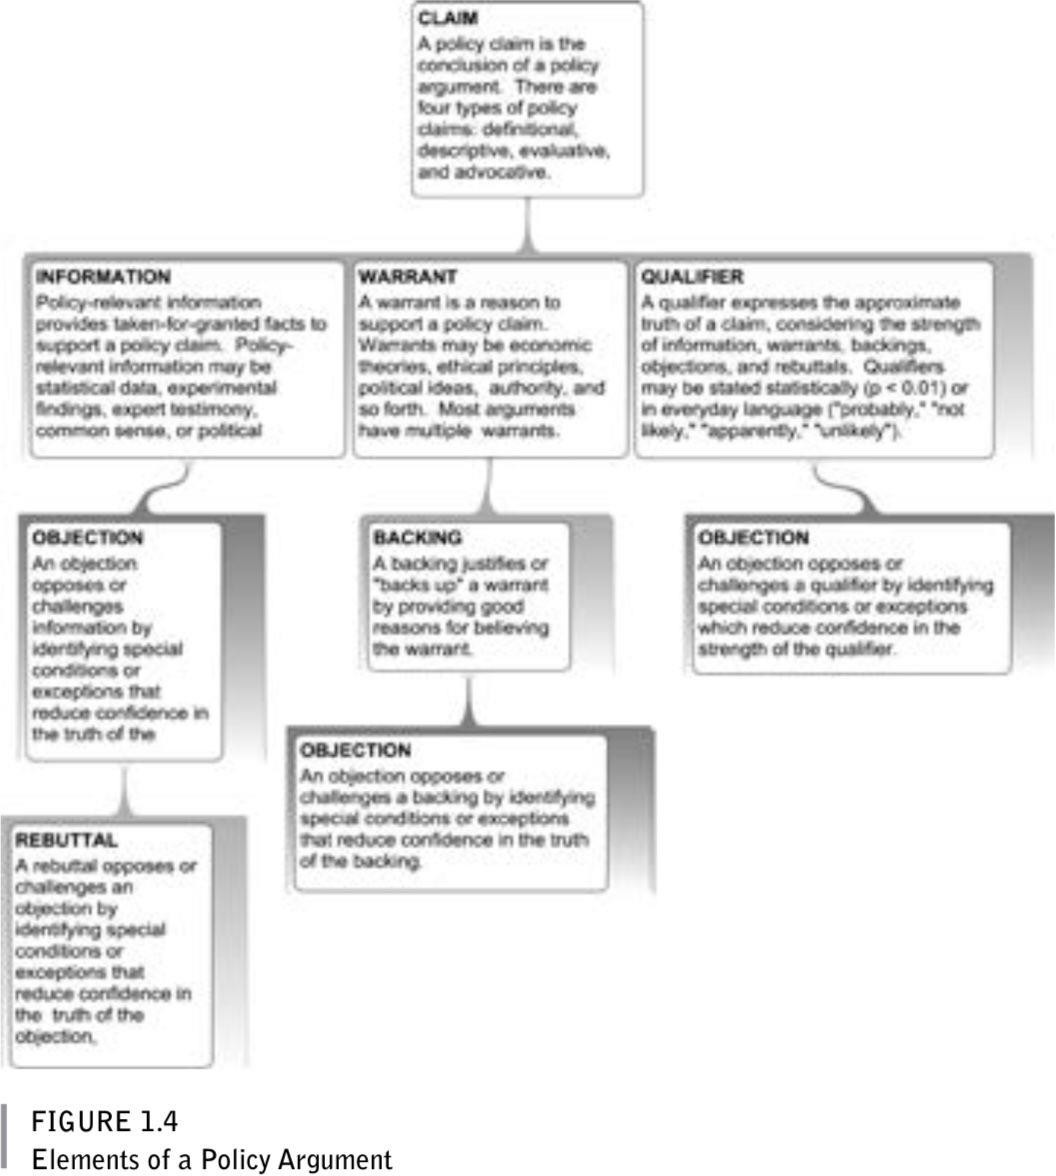 CLAIM
A policy claim is the
conclusion of a policy
argument. There are
four types of policy
claims: definitional,
descriptive, evaluative,
and advocative.
INFORMATION
Policy-relevant information
provides taken-for-granted facts to
support a policy claim. Policy-
relevant information may be
statistical data, experimental
findings, expert testimony,
common sense, or political
WARRANT
A warrant is a reason to
support a policy claim.
Warrants may be economic
theories, ethical principles,
political ideas, authority, and
so forth. Most arguments
have multiple warrants.
QUALIFIER
A qualifier expresses the approximate
truth of a claim, considering the strength
of information, warrants, backings,
objections, and rebuttals. Qualifiers
may be stated statistically (p < 0.01) or
in everyday language ("probably," "not
likely," "apparently," "unlikely").
OBJECTION
An objection
opposes or
challenges
information by
identifying special
conditions or
exceptions that
reduce confidence in
the truth of the
BACKING
A backing justifies or
"backs up" a warrant
by providing good
reasons for believing
the warrant.
OBJECTION
An objection opposes or
challenges a qualifier by identifying
special conditions or exceptions
which reduce confidence in the
strength of the qualifier.
OBJECTION
An objection opposes or
challenges a backing by identifying
special conditions or exceptions
that reduce confidence in the truth
of the backing.
REBUTTAL
A rebuttal opposes or
challenges an
objection by
identifying special
conditions or
exceptions that
reduce confidence in
the truth of the
objection,
FIGURE 1.4
Elements of a Policy Argument